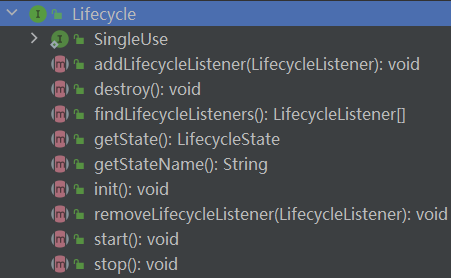 Lifecycle
SingleUse
addLifecycleListener(LifecycleListener): void
destroy(): void
findLifecycleListeners(): LifecycleListener[]
getState(): LifecycleState
getStateName(): String
init(): void
removeLifecycleListener(LifecycleListener): void
start(): void
stop(): void